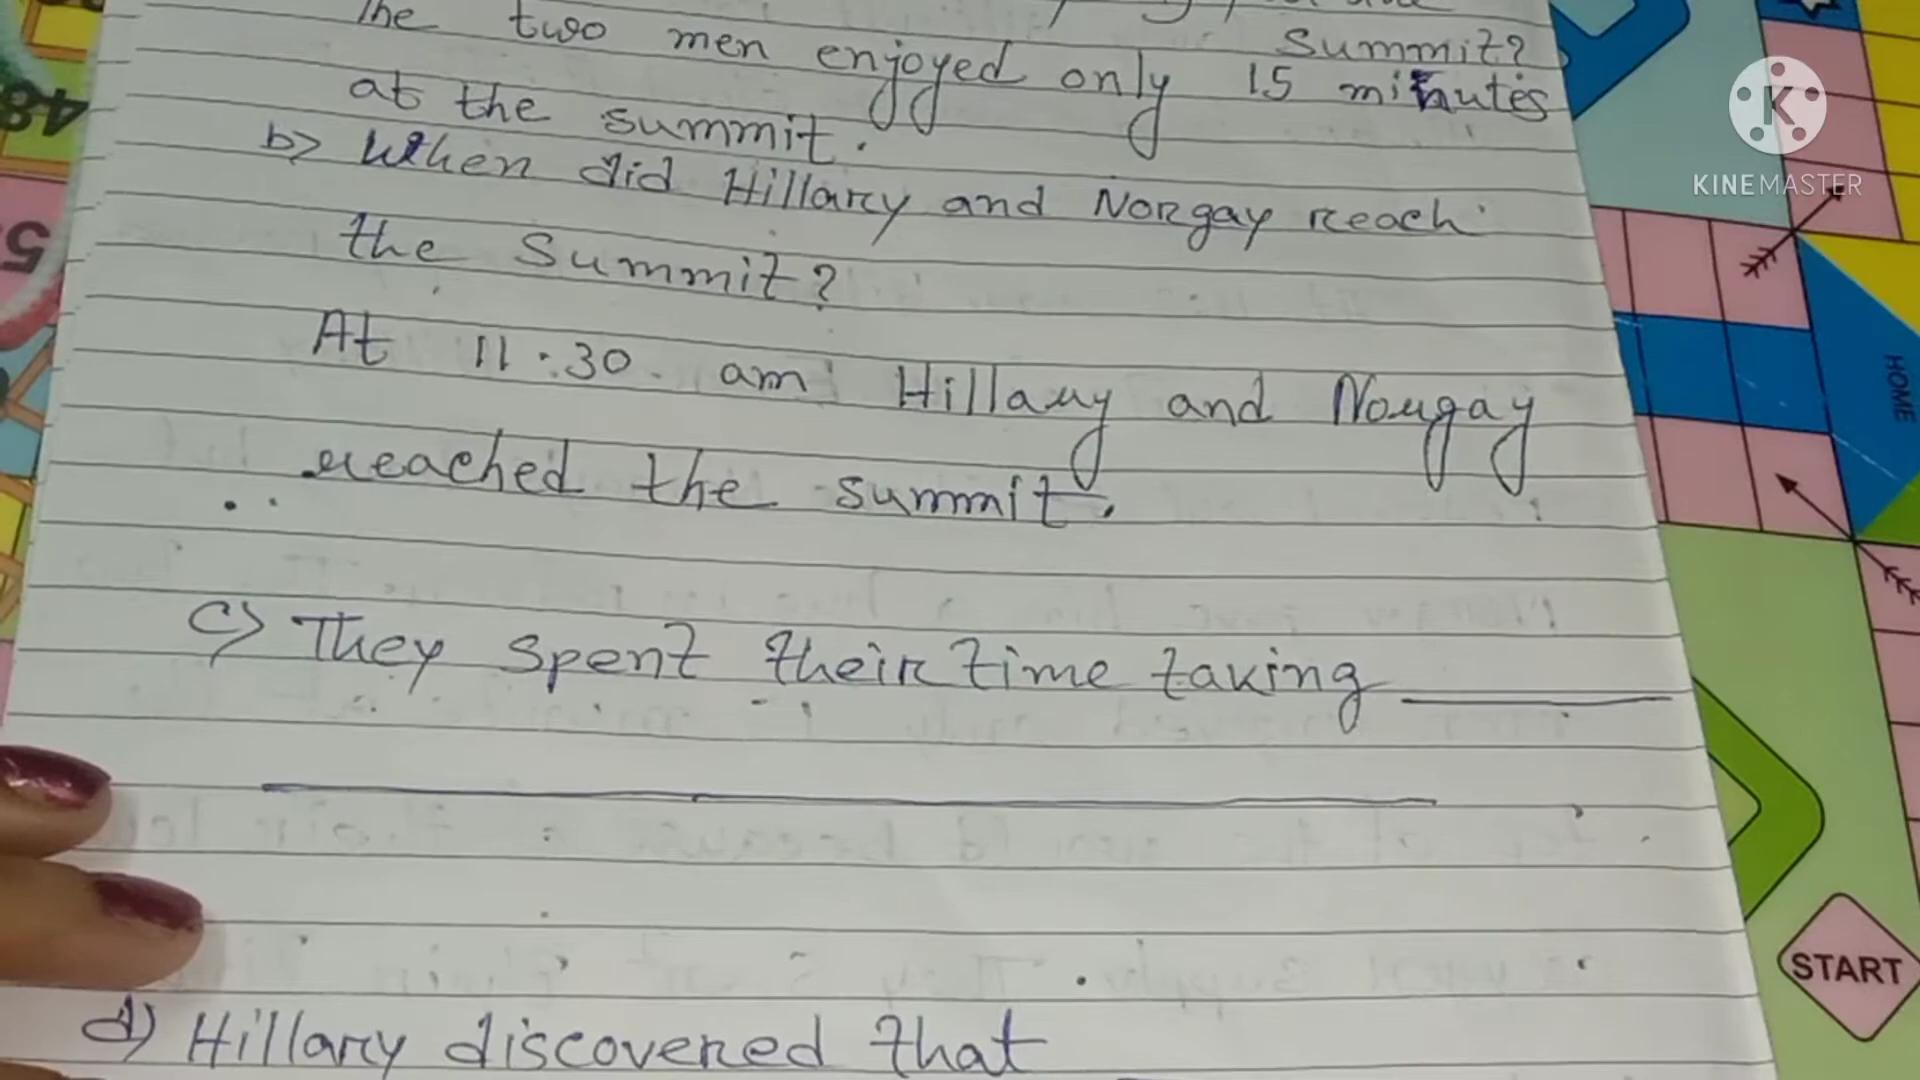 Summit?
The two men enjoyed only 15 minutes
at the summit.
b) When did Hillary and Norgay reach
the Summit?
At 11.30 am Hillary and Norgay
reached the summit.
c) They spent their time taking
d) Hillary discovered that
KINEMASTER
K
48
5
HOME
START